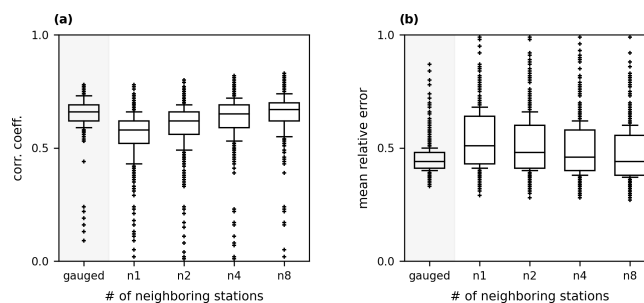 (a)
1.0
0.5
0.0
corr. coeff.
gauged n1 n2 n4 n8
# of neighboring stations
(b)
1.0
0.5
0.0
mean relative error
gauged n1 n2 n4 n8
# of neighboring stations